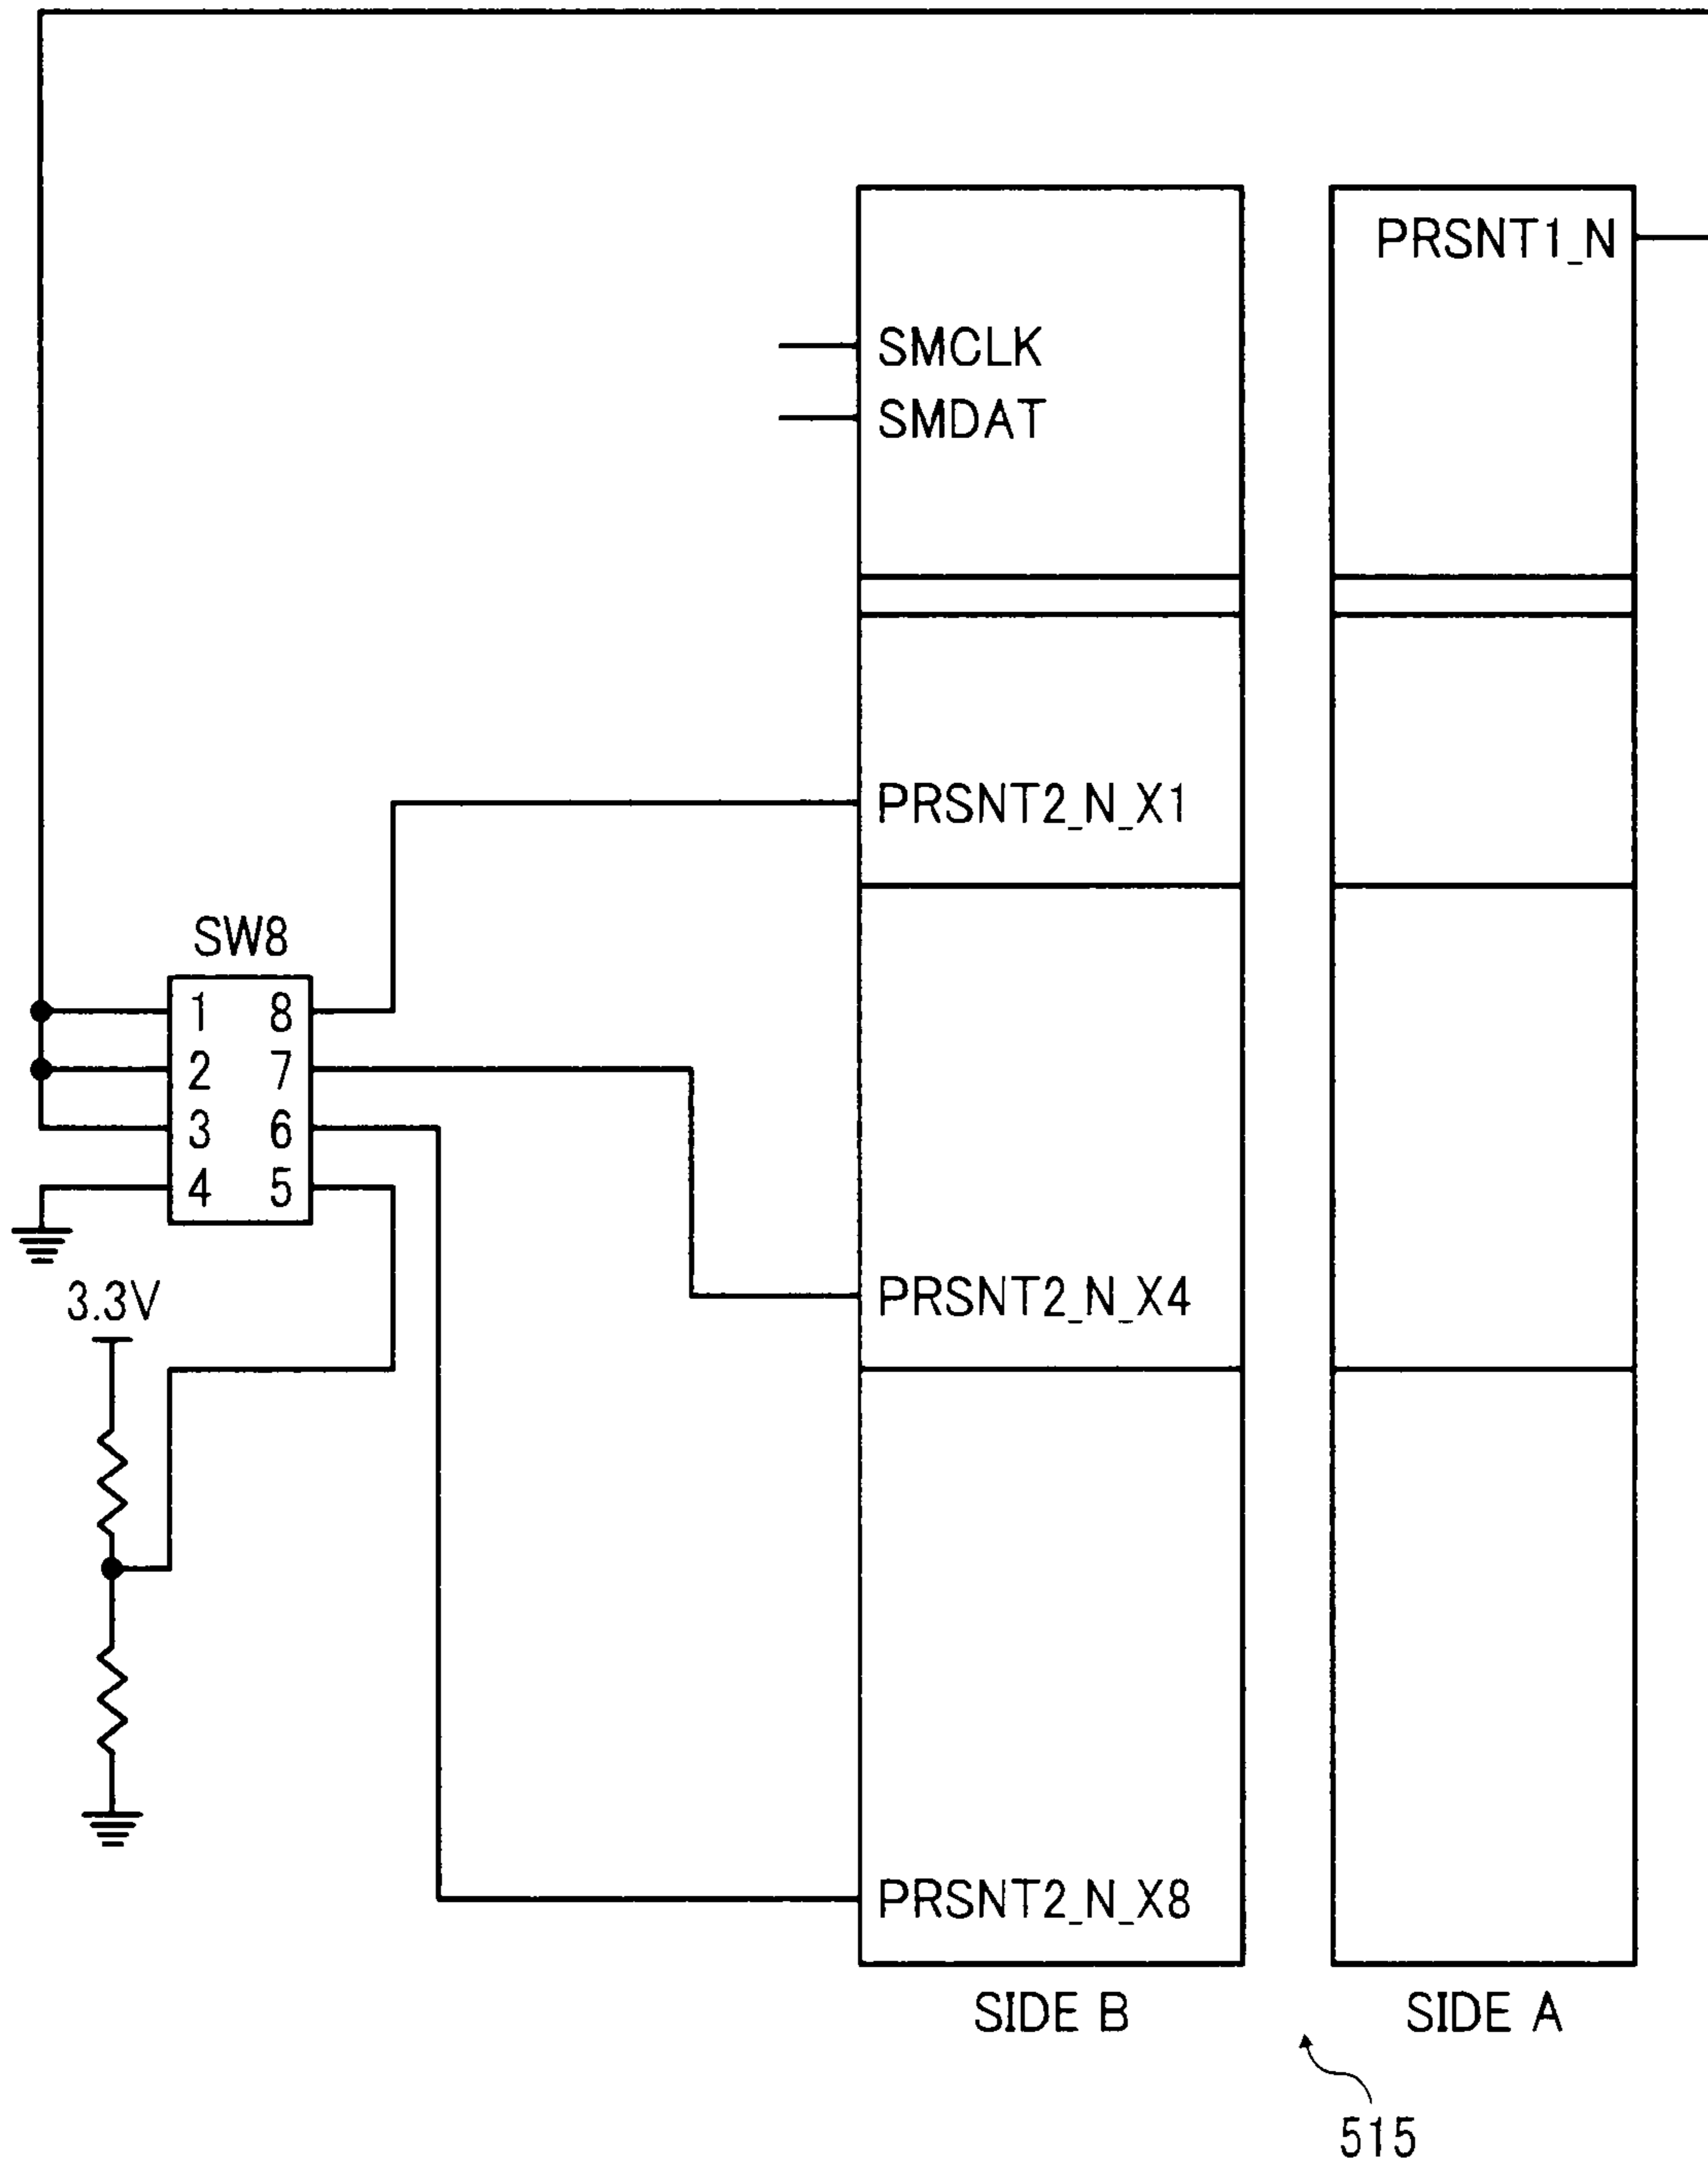 PRSNT1_N
SMCLK
SMDAT
PRSNT2_N_X1
SW8
1 8
2 7
3 6
4 5
3.3V
PRSNT2_N_X4
PRSNT2_N_X8
SIDE B SIDE A
515